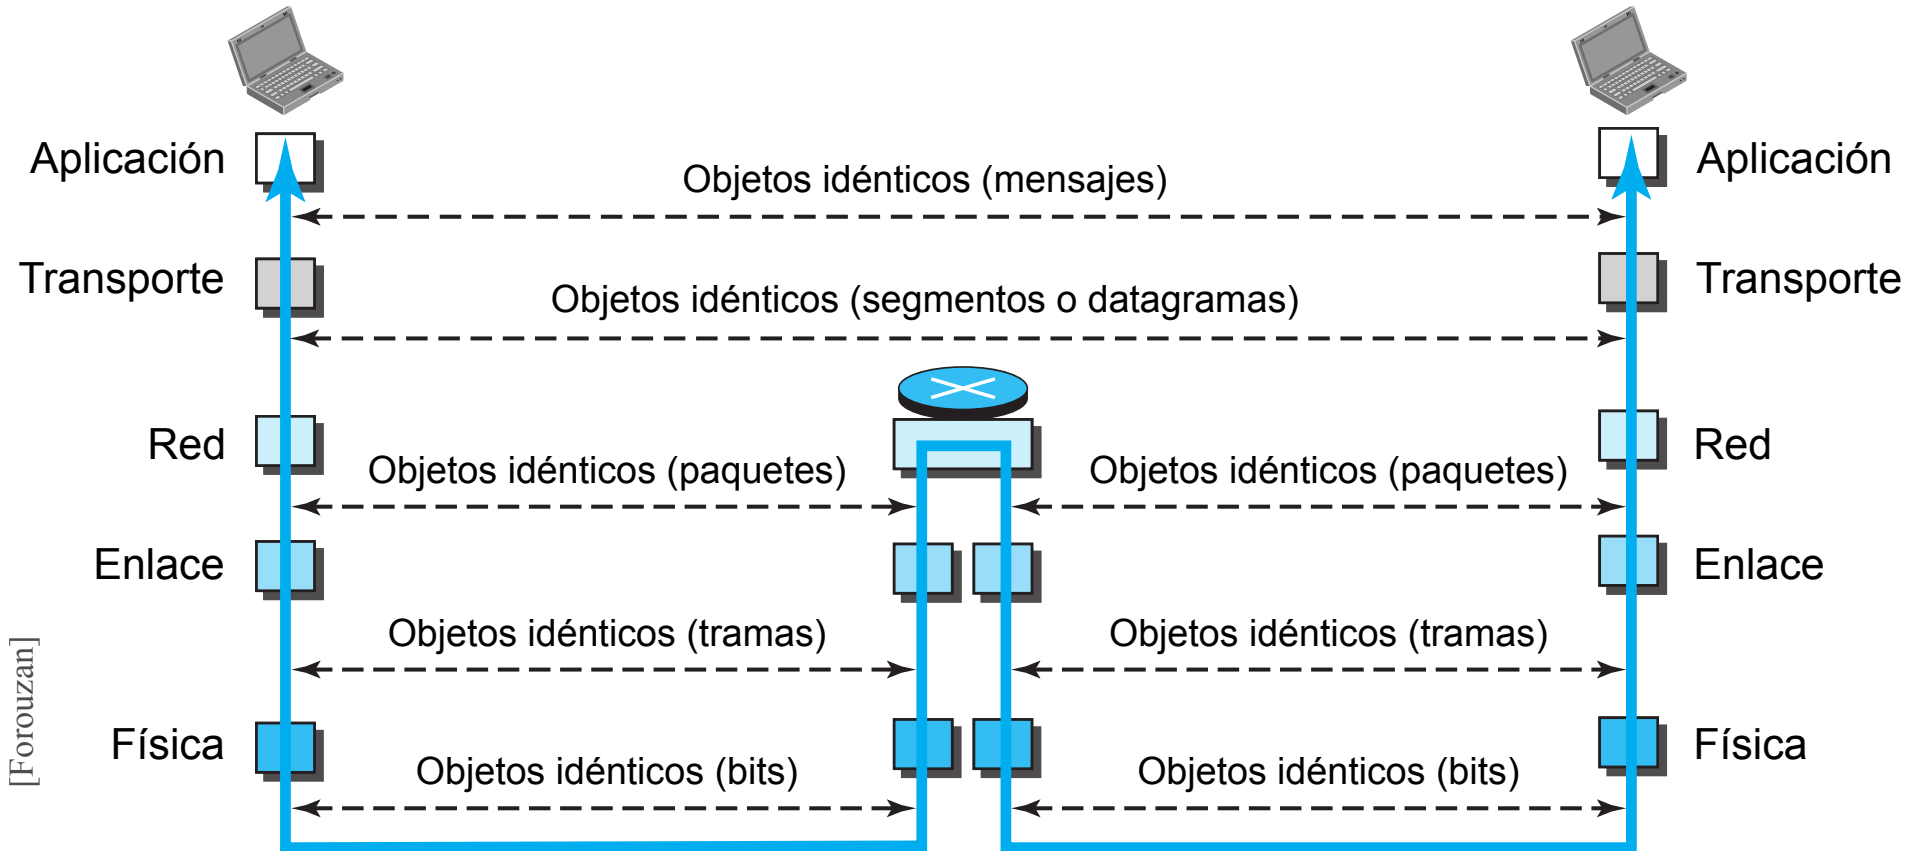 Aplicación
Aplicación
Objetos idénticos (mensajes)
Transporte
Transporte
Objetos idénticos (segmentos o datagramas)
Red
Red
Objetos idénticos (paquetes)
Objetos idénticos (paquetes)
Enlace
Enlace
Objetos idénticos (tramas)
Objetos idénticos (tramas)
Física
Física
Objetos idénticos (bits)
Objetos idénticos (bits)
[Forouzan]